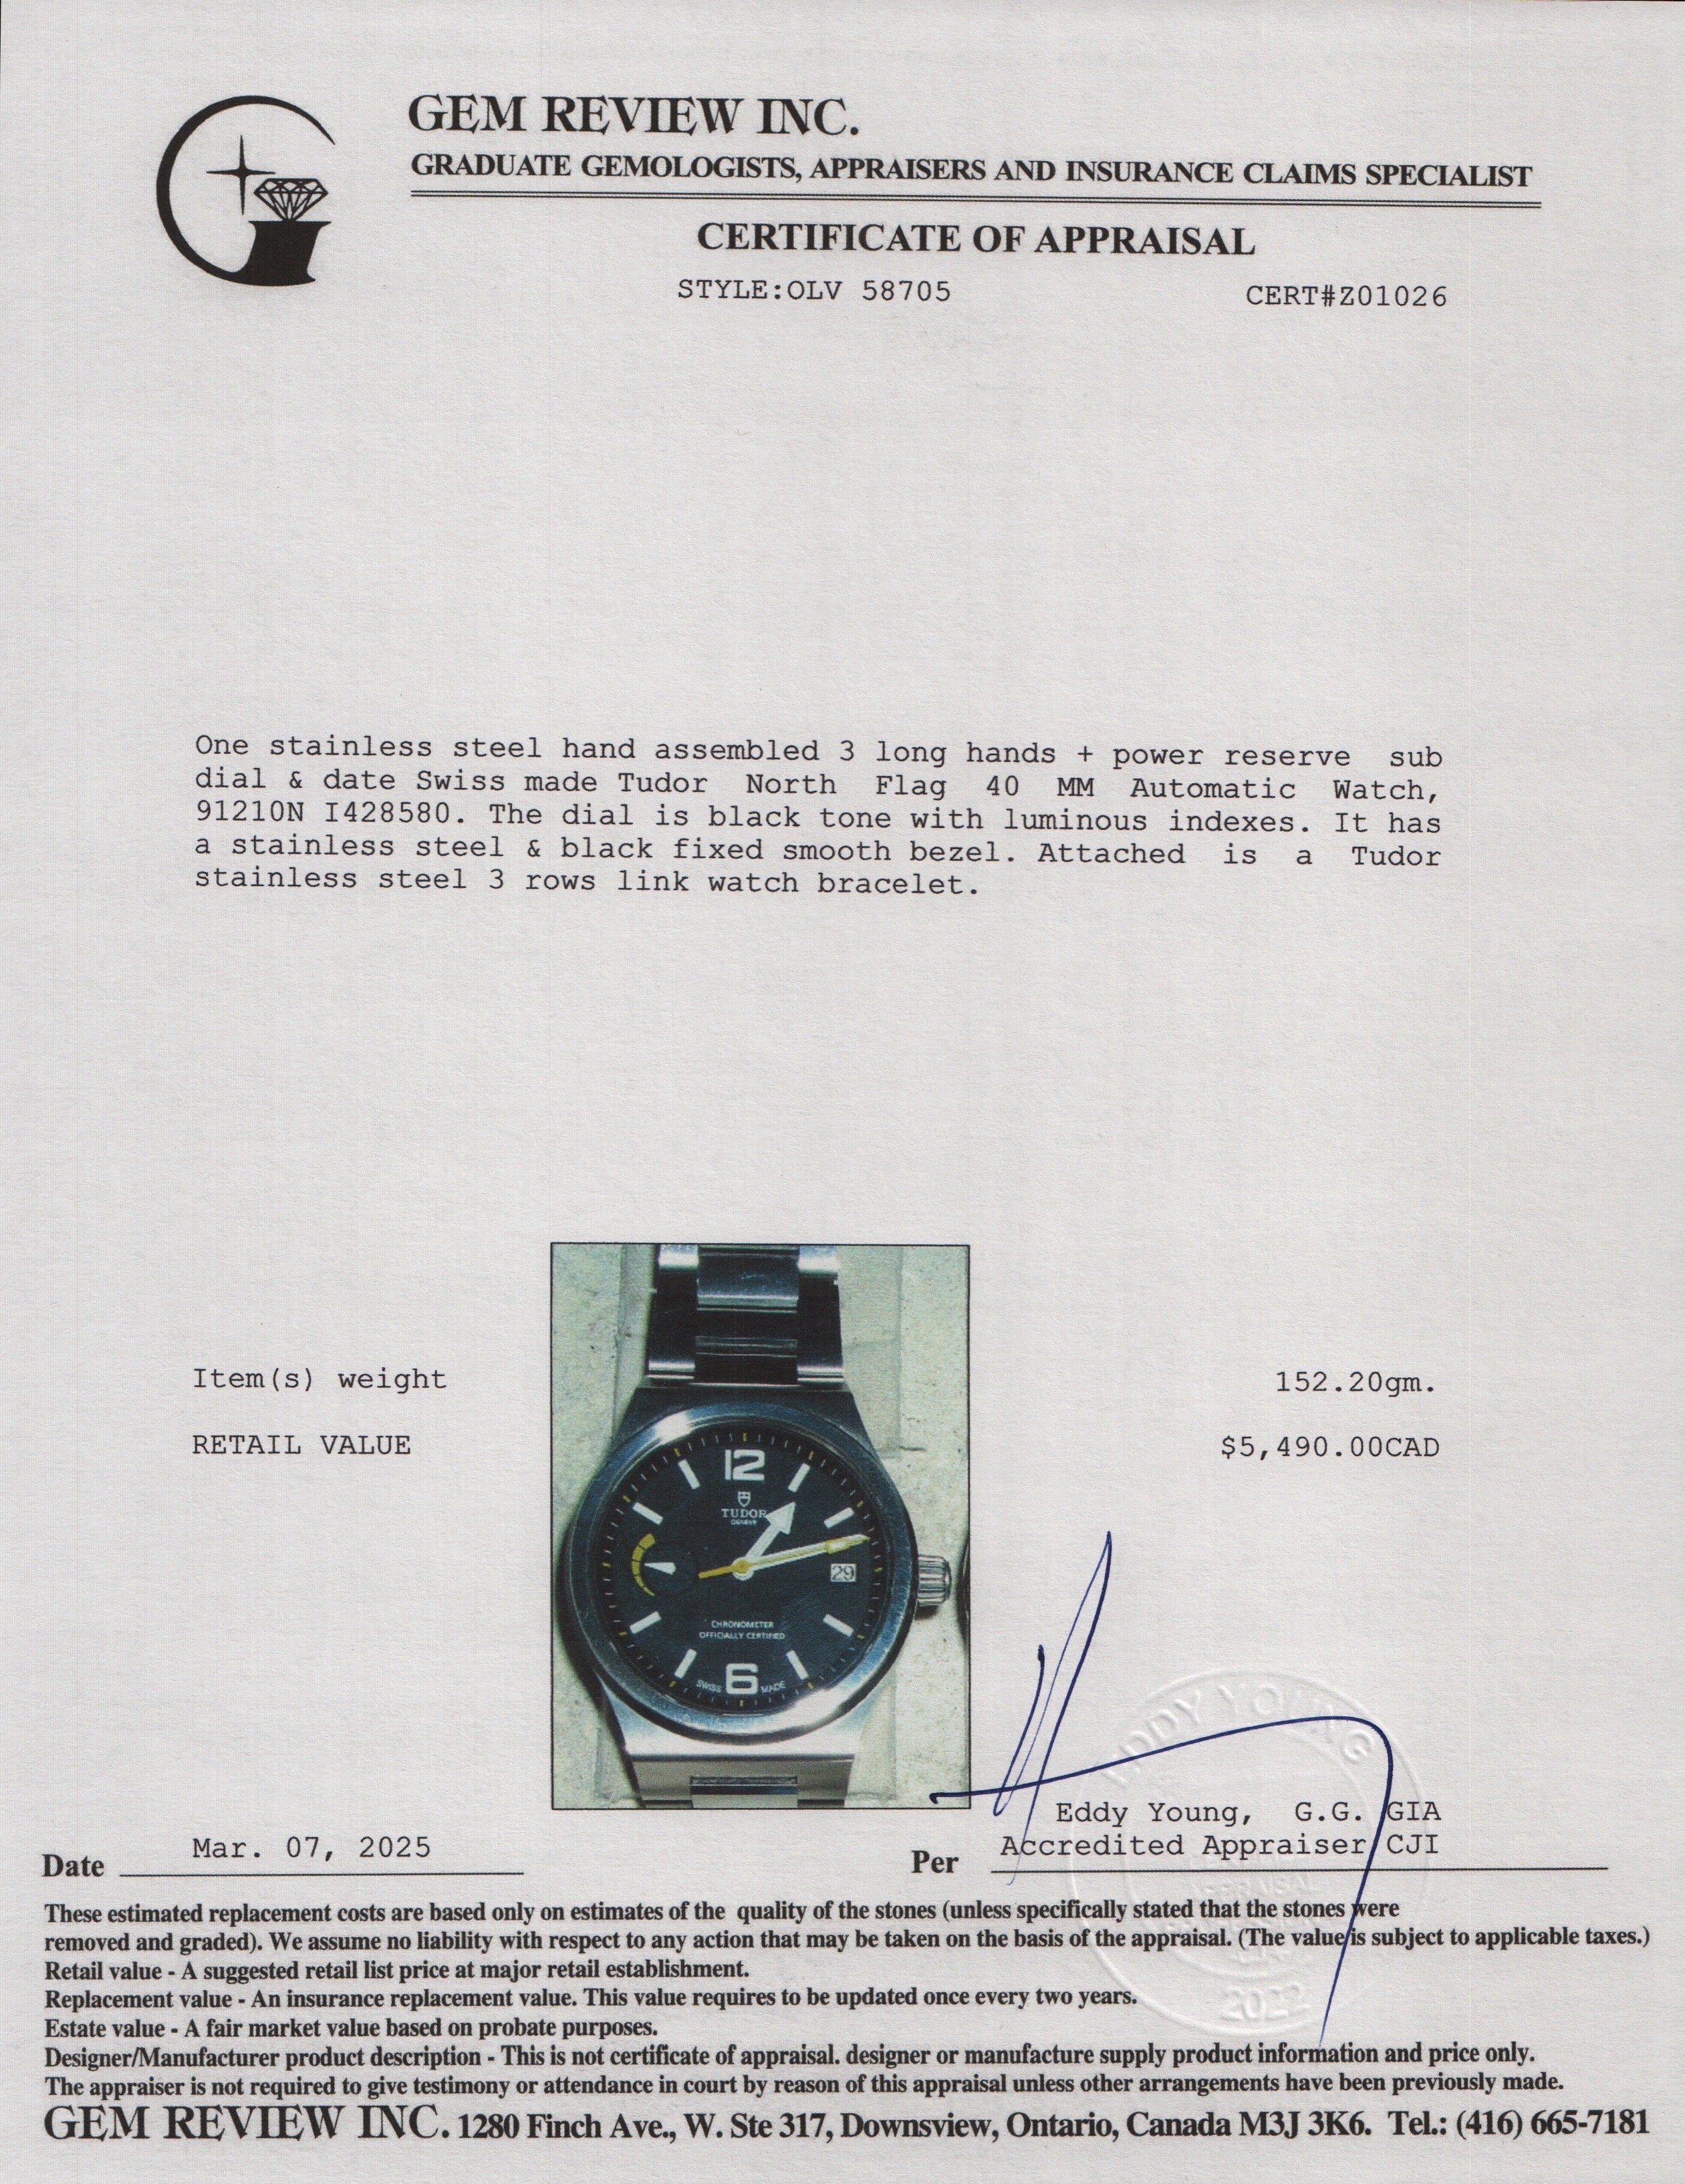 GEM REVIEW INC.
GRADUATE GEMOLOGISTS, APPRAISERS AND INSURANCE CLAIMS SPECIALIST
CERTIFICATE OF APPRAISAL
STYLE:OLV 58705 CERT#Z01026
One stainless steel hand assembled 3 long hands + power reserve sub
dial & date Swiss made Tudor North Flag 40 MM Automatic Watch,
91210N I428580. The dial is black tone with luminous indexes. It has
a stainless steel & black fixed smooth bezel. Attached is a Tudor
stainless steel 3 rows link watch bracelet.
12
TUDOR
GENEVE
29
CHRONOMETER
OFFICIALLY CERTIFIED
6
SWISS MADE
Item(s) weight 152.20gm.
RETAIL VALUE $5,490.00CAD
EDDY YOUNG
APPRAISAL
2022
Eddy Young, G.G. GIA
Date Mar. 07, 2025 Per Accredited Appraiser CJI
These estimated replacement costs are based only on estimates of the quality of the stones (unless specifically stated that the stones were
removed and graded). We assume no liability with respect to any action that may be taken on the basis of the appraisal. (The value is subject to applicable taxes.)
Retail value - A suggested retail list price at major retail establishment.
Replacement value - An insurance replacement value. This value requires to be updated once every two years.
Estate value - A fair market value based on probate purposes.
Designer/Manufacturer product description - This is not certificate of appraisal. designer or manufacture supply product information and price only.
The appraiser is not required to give testimony or attendance in court by reason of this appraisal unless other arrangements have been previously made.
GEM REVIEW INC. 1280 Finch Ave., W. Ste 317, Downsview, Ontario, Canada M3J 3K6. Tel.: (416) 665-7181